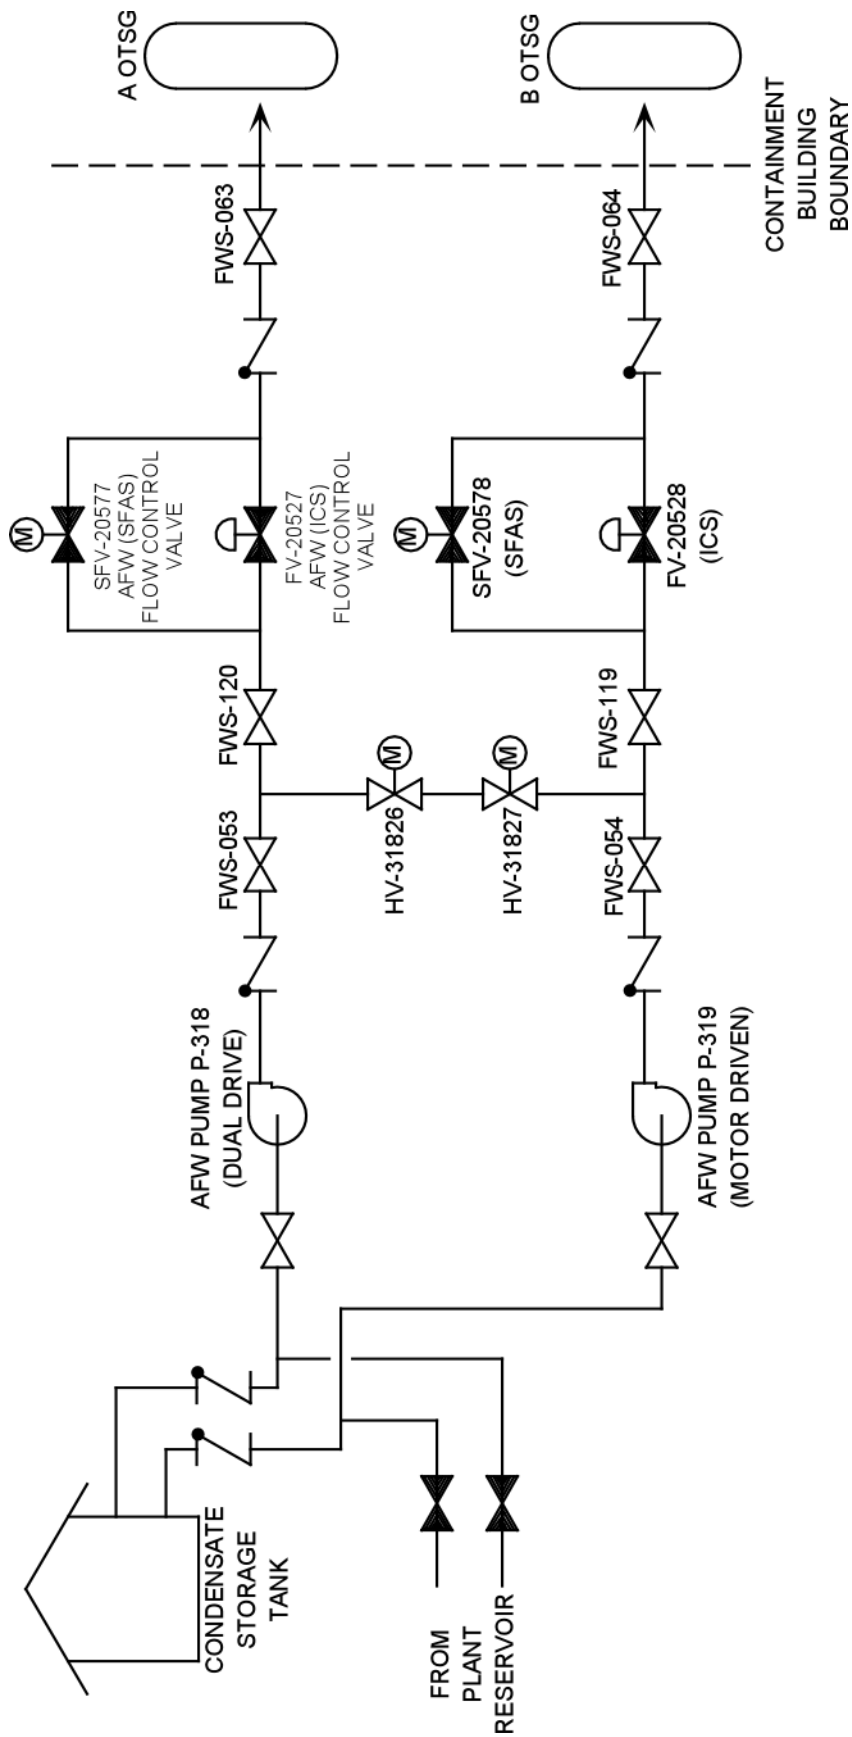 A OTSG
B OTSG
CONTAINMENT
BUILDING
BOUNDARY
FWS-063
FWS-064
M
SFV-20577
AFW (SFAS)
FLOW CONTROL
VALVE
FV-20527
AFW (ICS)
FLOW CONTROL
VALVE
M
SFV-20578
(SFAS)
FV-20528
(ICS)
FWS-120
FWS-119
M
HV-31826
M
HV-31827
FWS-053
FWS-054
AFW PUMP P-318
(DUAL DRIVE)
AFW PUMP P-319
(MOTOR DRIVEN)
CONDENSATE
STORAGE
TANK
FROM
PLANT
RESERVOIR